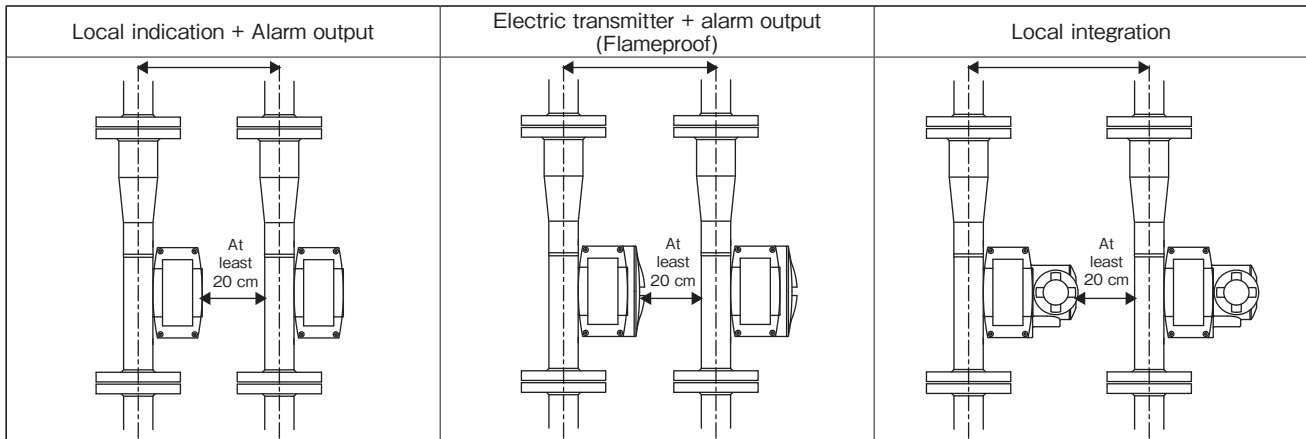 Local indication + Alarm output
Electric transmitter + alarm output
(Flameproof)
Local integration
At
least
20 cm
At
least
20 cm
At
least
20 cm